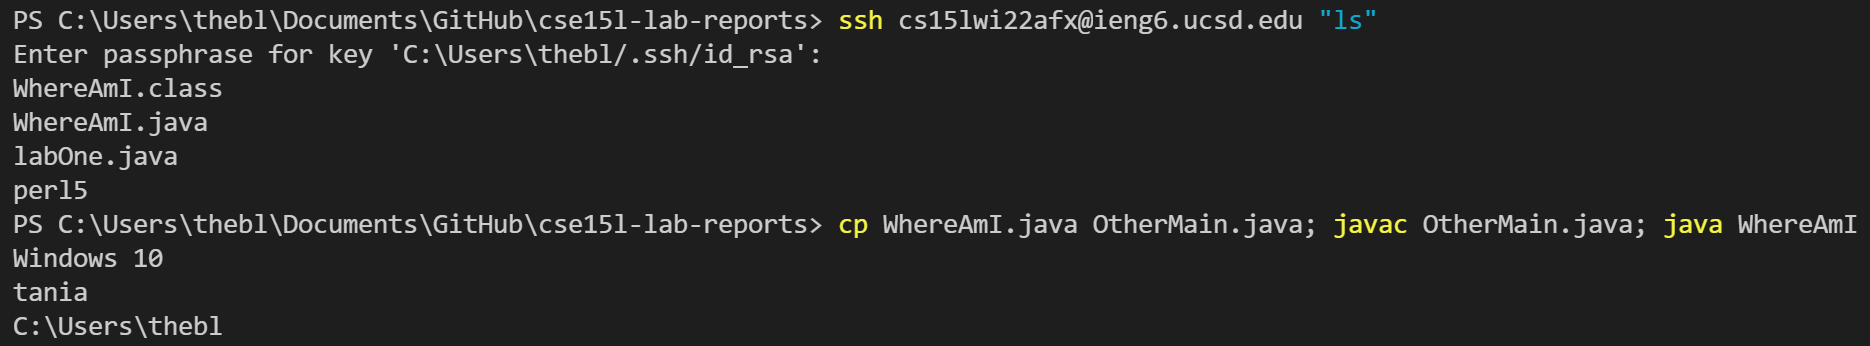 PS C:\Users\thebl\Documents\GitHub\cse15l-lab-reports> ssh cs15lwi22afx@ieng6.ucsd.edu "ls"
Enter passphrase for key 'C:\Users\thebl/.ssh/id_rsa':
WhereAmI.class
WhereAmI.java
labOne.java
perl5
PS C:\Users\thebl\Documents\GitHub\cse15l-lab-reports> cp WhereAmI.java OtherMain.java; javac OtherMain.java; java WhereAmI
Windows 10
tania
C:\Users\thebl